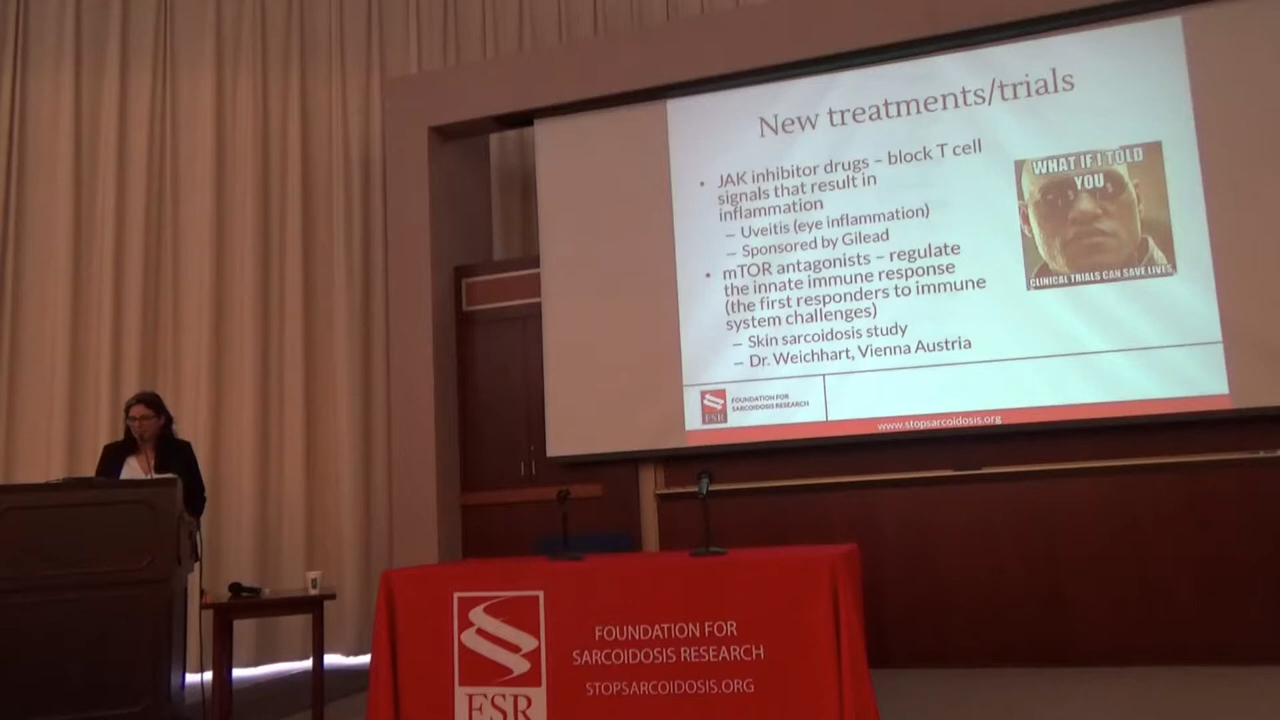 New treatments/trials
• JAK inhibitor drugs – block T cell
signals that result in
inflammation
– Uveitis (eye inflammation)
– Sponsored by Gilead
• mTOR antagonists – regulate
the innate immune response
(the first responders to immune
system challenges)
– Skin sarcoidosis study
– Dr. Weichhart, Vienna Austria
WHAT IF I TOLD
YOU
CLINICAL TRIALS CAN SAVE LIVES
FSR
FOUNDATION FOR
SARCOIDOSIS RESEARCH
www.stopsarcoidosis.org
FSR
FOUNDATION FOR
SARCOIDOSIS RESEARCH
STOPSARCOIDOSIS.ORG